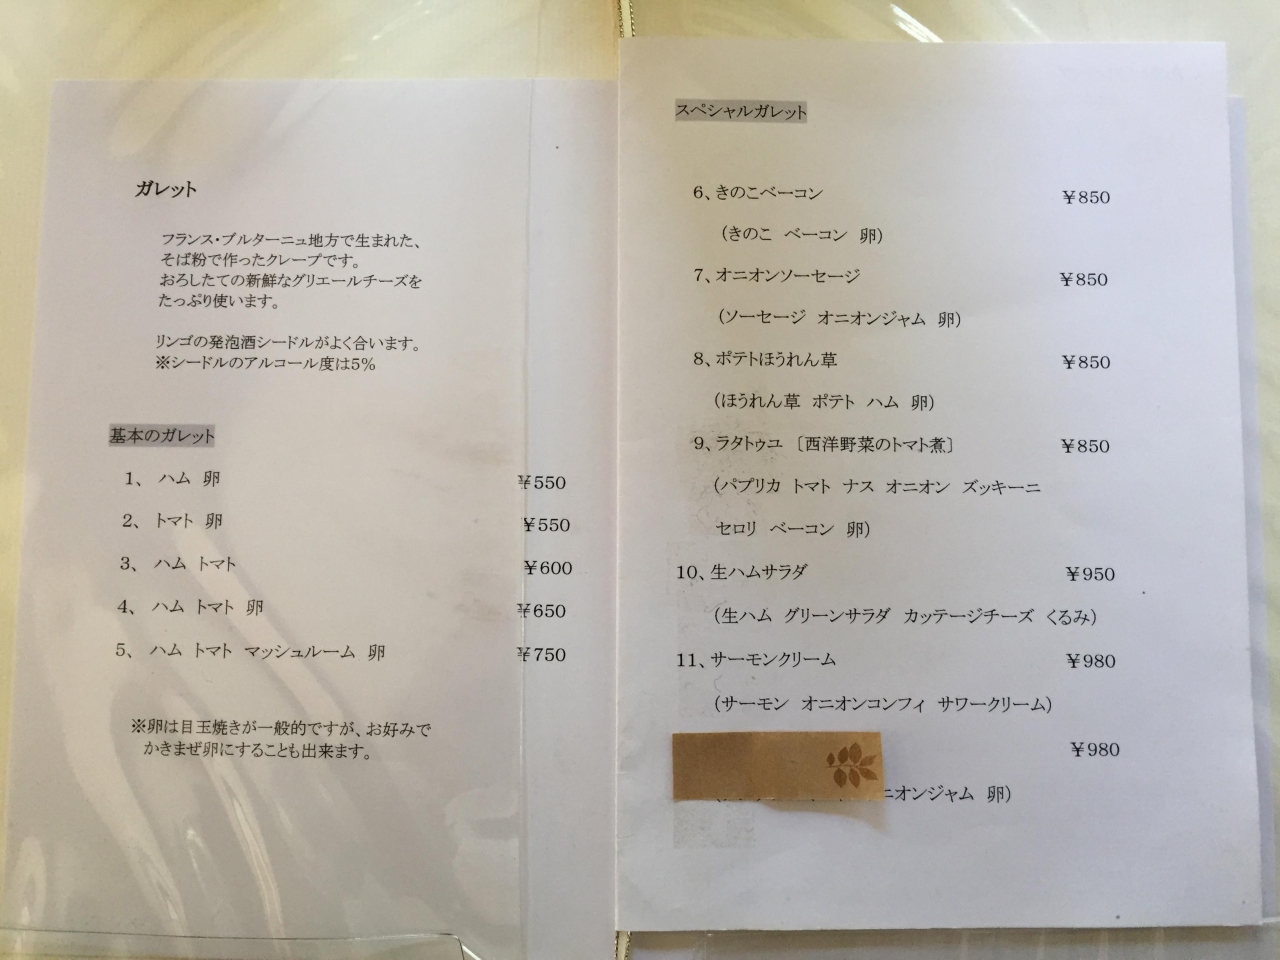 ガレット
フランス・ブルターニュ地方で生まれた、
そば粉で作ったクレープです。
おろしたての新鮮なグリエールチーズを
たっぷり使います。
リンゴの発泡酒シードルがよく合います。
※シードルのアルコール度は5%
基本のガレット
1、 ハム 卵 ¥550
2、 トマト 卵 ¥550
3、 ハム トマト ¥600
4、 ハム トマト 卵 ¥650
5、 ハム トマト マッシュルーム 卵 ¥750
※卵は目玉焼きが一般的ですが、お好みで
かきまぜ卵にすることも出来ます。
スペシャルガレット
6、きのこベーコン ¥850
(きのこ ベーコン 卵)
7、オニオンソーセージ ¥850
(ソーセージ オニオンジャム 卵)
8、ポテトほうれん草 ¥850
(ほうれん草 ポテト ハム 卵)
9、ラタトゥユ 〔西洋野菜のトマト煮〕 ¥850
(パプリカ トマト ナス オニオン ズッキーニ
セロリ ベーコン 卵)
10、生ハムサラダ ¥950
(生ハム グリーンサラダ カッテージチーズ くるみ)
11、サーモンクリーム ¥980
(サーモン オニオンコンフィ サワークリーム)
¥980
ニオンジャム 卵)